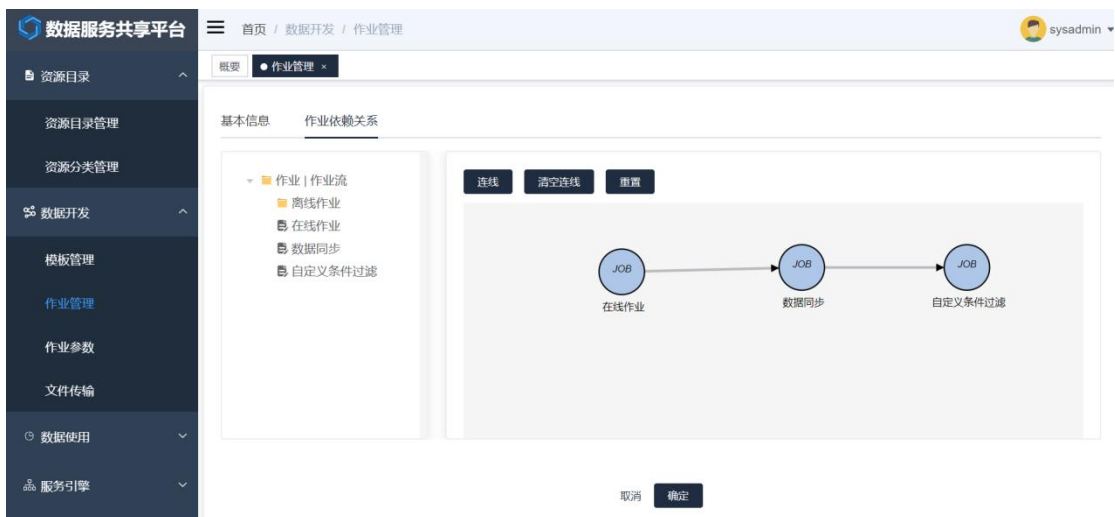 数据服务共享平台
首页 / 数据开发 / 作业管理
sysadmin
概要
作业管理 ×
资源目录
资源目录管理
资源分类管理
数据开发
模板管理
作业管理
作业参数
文件传输
数据使用
服务引擎
基本信息
作业依赖关系
作业 | 作业流
离线作业
在线作业
数据同步
自定义条件过滤
连线
清空连线
重置
JOB
在线作业
JOB
数据同步
JOB
自定义条件过滤
取消
确定